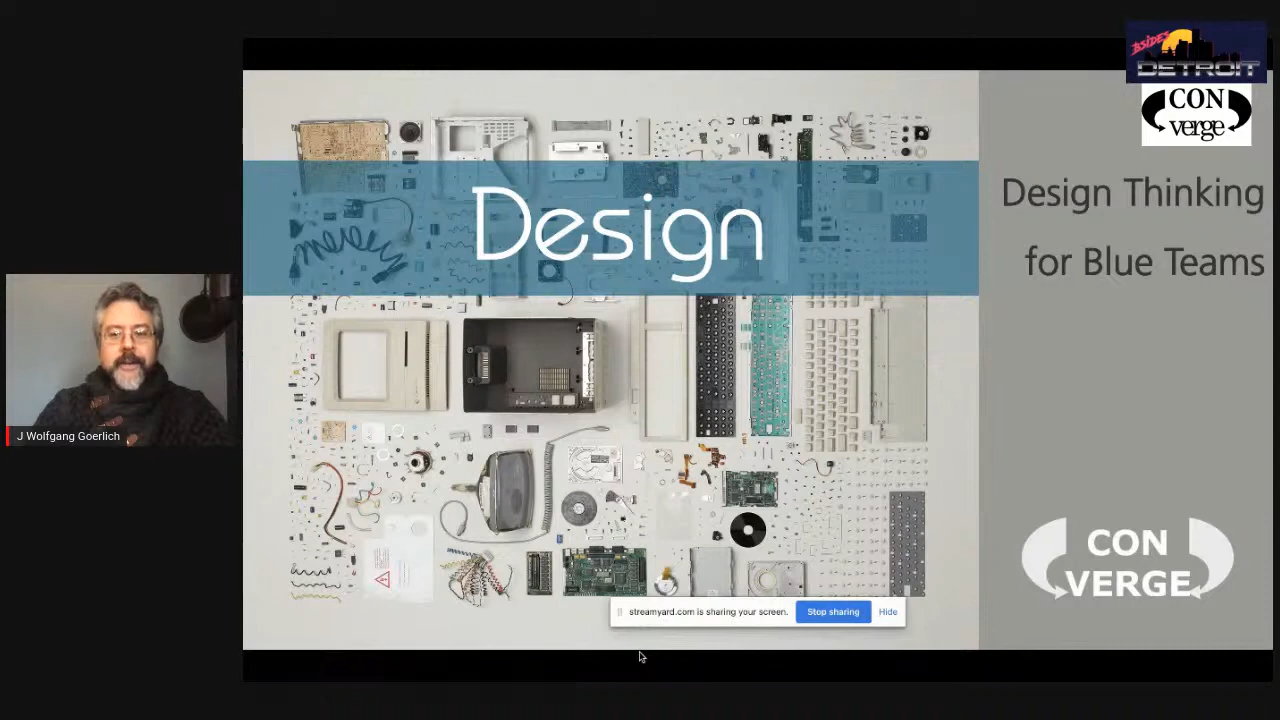 BSIDES
DETROIT
CON
verge
Design
Design Thinking
for Blue Teams
J Wolfgang Goerlich
CON
VERGE
streamyard.com is sharing your screen.
Stop sharing
Hide